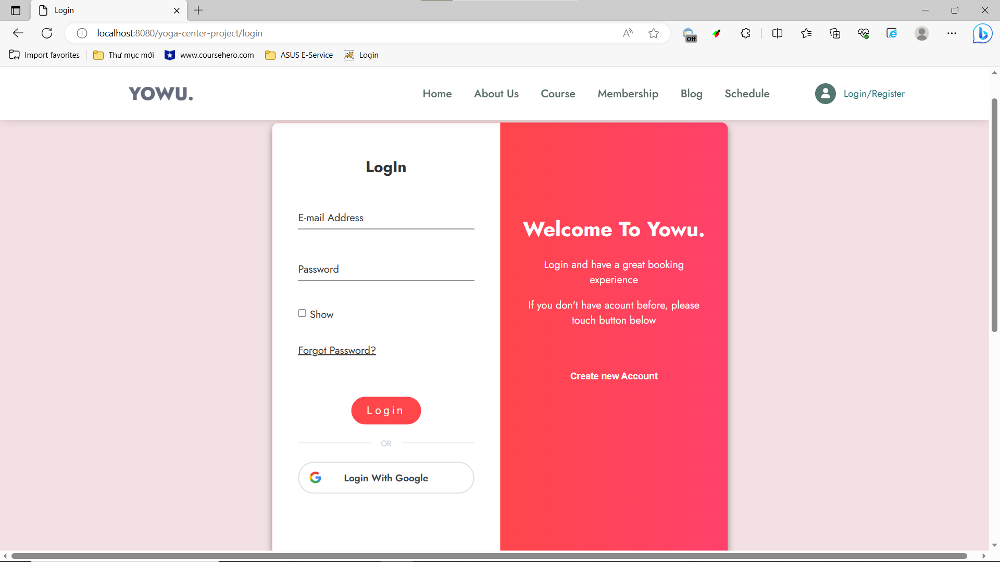 Login
localhost:8080/yoga-center-project/login
Off
Import favorites
Thư mục mới
www.coursehero.com
ASUS E-Service
Login
YOWU.
Home
About Us
Course
Membership
Blog
Schedule
Login/Register
LogIn
E-mail Address
Password
Show
Forgot Password?
Login
OR
Login With Google
Welcome To Yowu.
Login and have a great booking
experience
If you don't have acount before, please
touch button below
Create new Account